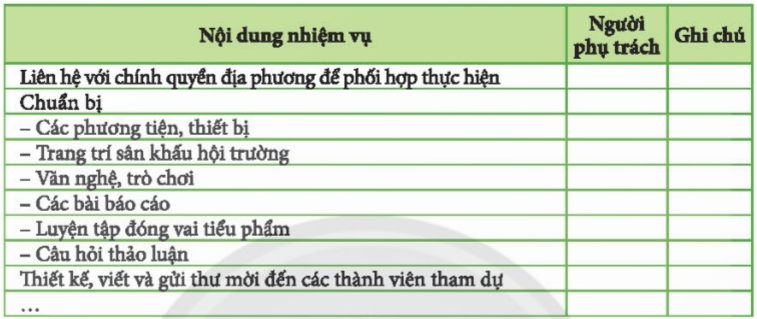 Nội dung nhiệm vụ
Người phụ trách
Ghi chú
Liên hệ với chính quyền địa phương để phối hợp thực hiện
Chuẩn bị
– Các phương tiện, thiết bị
– Trang trí sân khấu hội trường
– Văn nghệ, trò chơi
– Các bài báo cáo
– Luyện tập đóng vai tiểu phẩm
– Câu hỏi thảo luận
Thiết kế, viết và gửi thư mời đến các thành viên tham dự
...